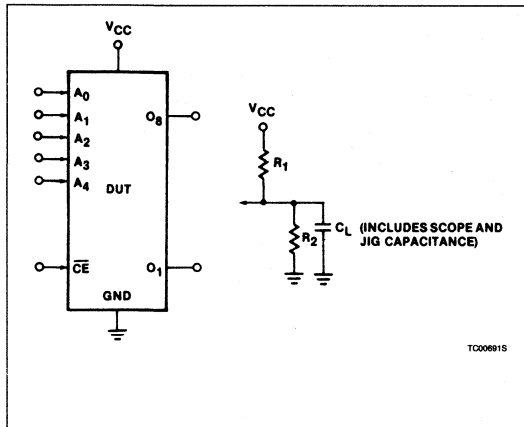 VCC
A0
A1
A2
A3
A4
O8
DUT
CE
O1
GND
VCC
R1
R2
CL (INCLUDES SCOPE AND
JIG CAPACITANCE)
TC00691S